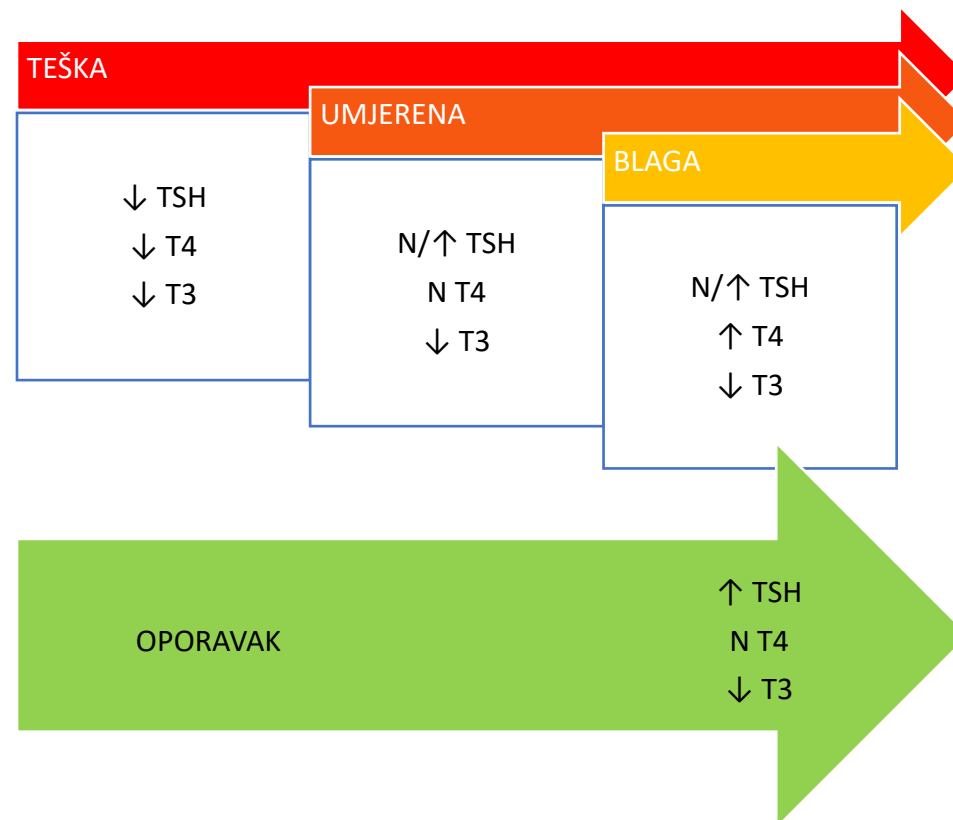 TEŠKA
↓ TSH
↓ T4
↓ T3
UMJERENA
N/↑ TSH
N T4
↓ T3
BLAGA
N/↑ TSH
↑ T4
↓ T3
OPORAVAK
↑ TSH
N T4
↓ T3